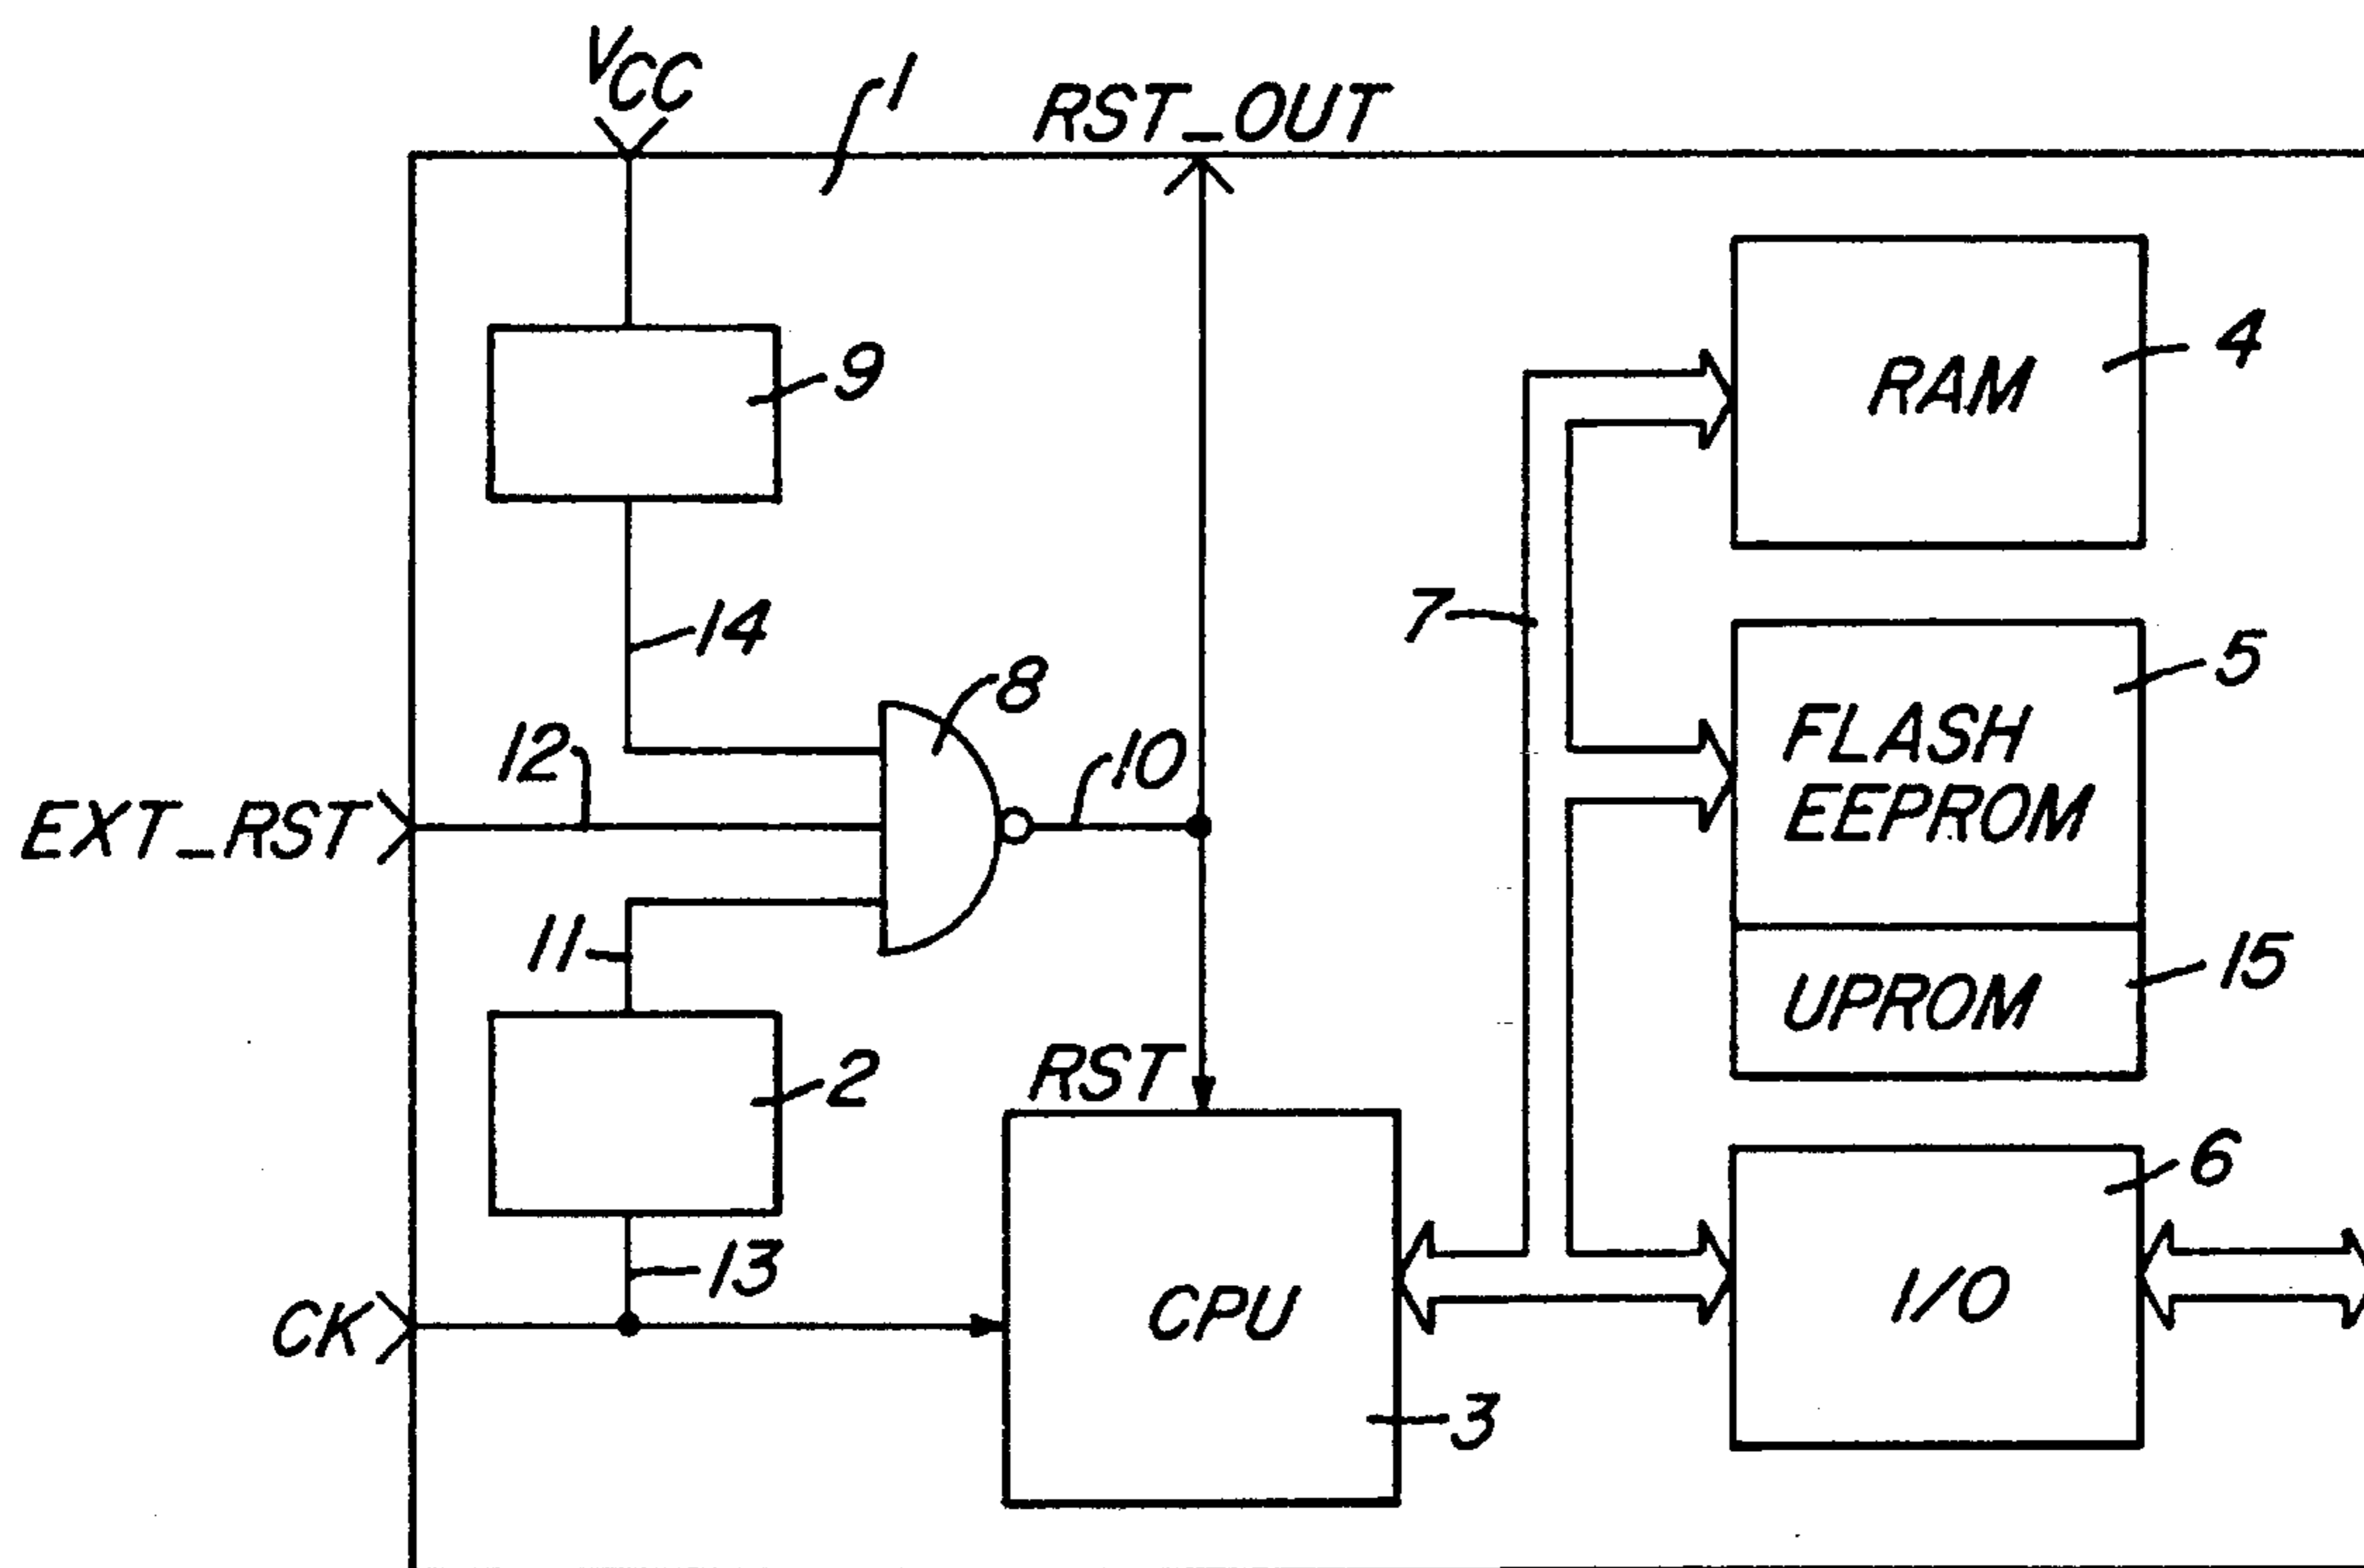 VCC
1
RST_OUT
9
4
RAM
14
7
8
5
12
10
FLASH
EEPROM
EXT_RST
11
15
UPROM
2
RST
6
13
CK
CPU
I/O
3